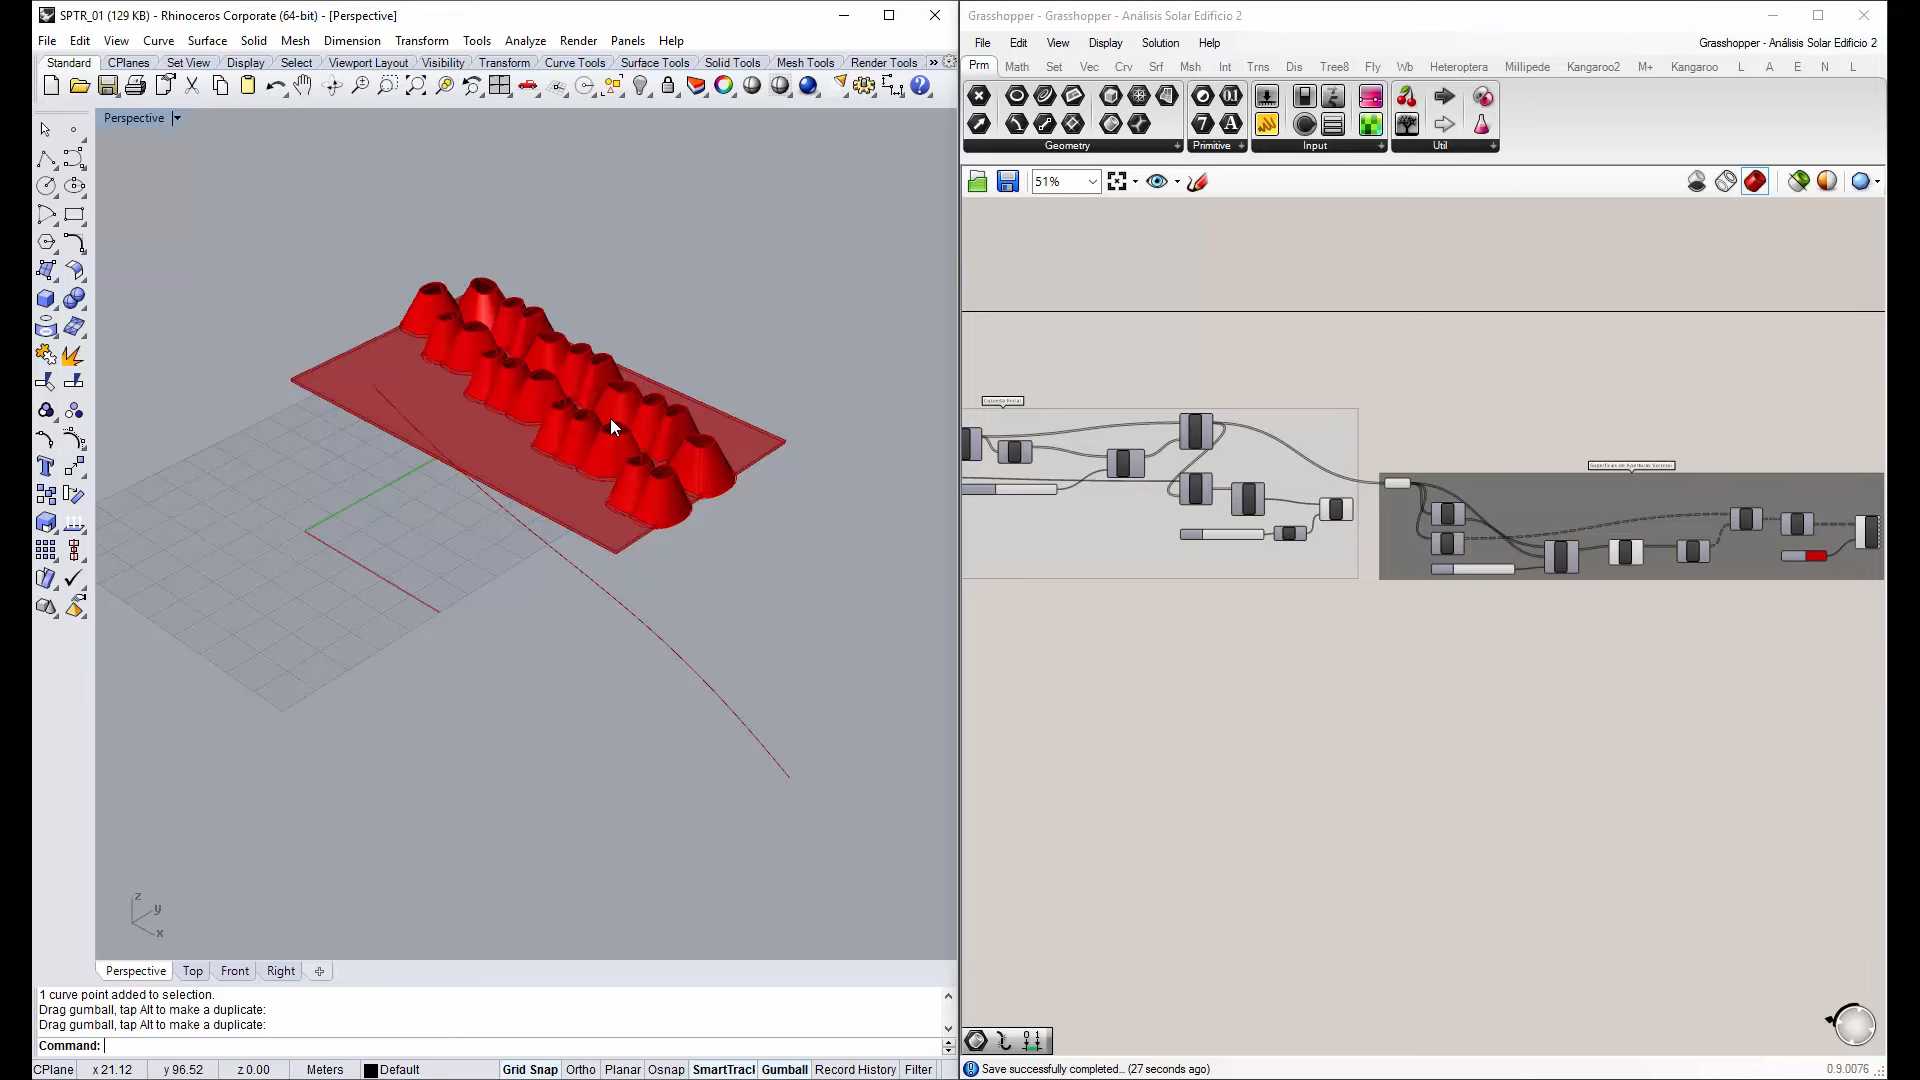 SPTR_01 (129 KB) - Rhinoceros Corporate (64-bit) - [Perspective]
File Edit View Curve Surface Solid Mesh Dimension Transform Tools Analyze Render Panels Help
Standard CPlanes Set View Display Select Viewport Layout Visibility Transform Curve Tools Surface Tools Solid Tools Mesh Tools Render Tools »
Perspective
z
y
x
Perspective Top Front Right
1 curve point added to selection.
Drag gumball, tap Alt to make a duplicate:
Drag gumball, tap Alt to make a duplicate:
Command:
CPlane x 21.12 y 96.52 z 0.00 Meters Default Grid Snap Ortho Planar Osnap SmartTracl Gumball Record History Filter
Grasshopper - Grasshopper - Análisis Solar Edificio 2
File Edit View Display Solution Help
Grasshopper - Análisis Solar Edificio 2
Prm Math Set Vec Crv Srf Msh Int Trns Dis Tree8 Fly Wb Heteroptera Millipede Kangaroo2 M+ Kangaroo L A E N L
Geometry Primitive Input Util
51%
Superficies de Aperturas Voronoi
Save successfully completed... (27 seconds ago)
0.9.0076